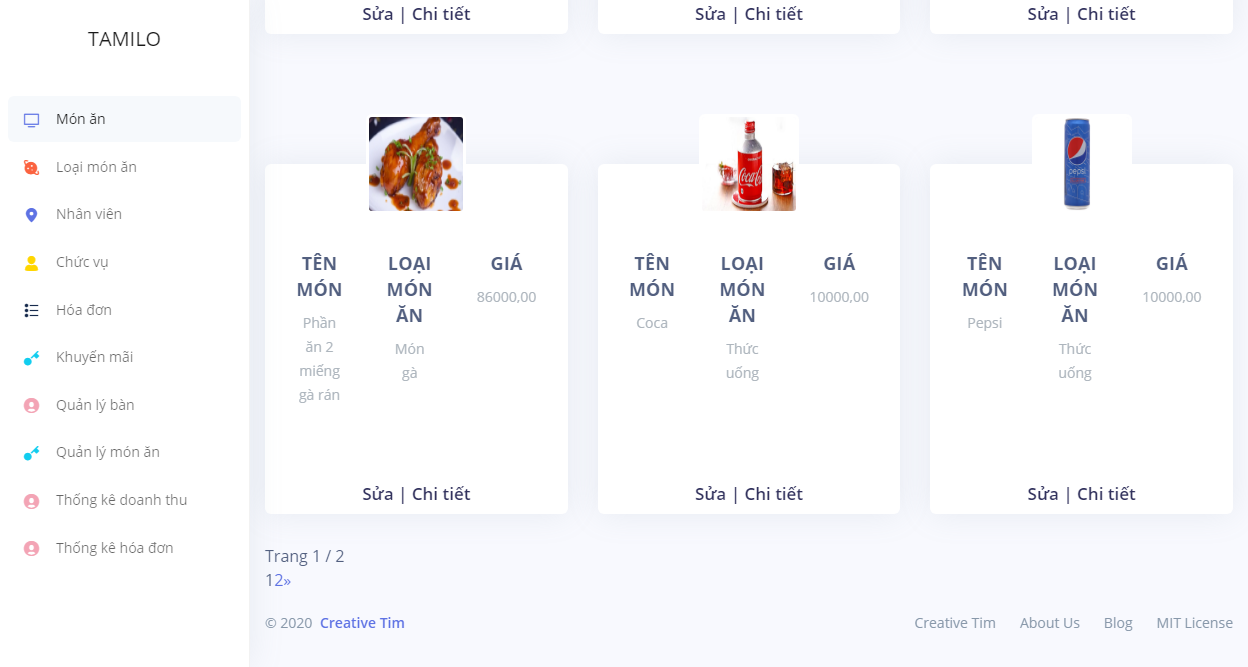 TAMILO
Món ăn
Loại món ăn
Nhân viên
Chức vụ
Hóa đơn
Khuyến mãi
Quản lý bàn
Quản lý món ăn
Thống kê doanh thu
Thống kê hóa đơn
Sửa | Chi tiết
Sửa | Chi tiết
Sửa | Chi tiết
TÊN
MÓN
Phần
ăn 2
miếng
gà rán
LOẠI
MÓN
ĂN
Món
gà
GIÁ
86000,00
Sửa | Chi tiết
Coca
TÊN
MÓN
Coca
LOẠI
MÓN
ĂN
Thức
uống
GIÁ
10000,00
Sửa | Chi tiết
pepsi
TÊN
MÓN
Pepsi
LOẠI
MÓN
ĂN
Thức
uống
GIÁ
10000,00
Sửa | Chi tiết
Trang 1 / 2
12»
© 2020 Creative Tim
Creative Tim About Us Blog MIT License